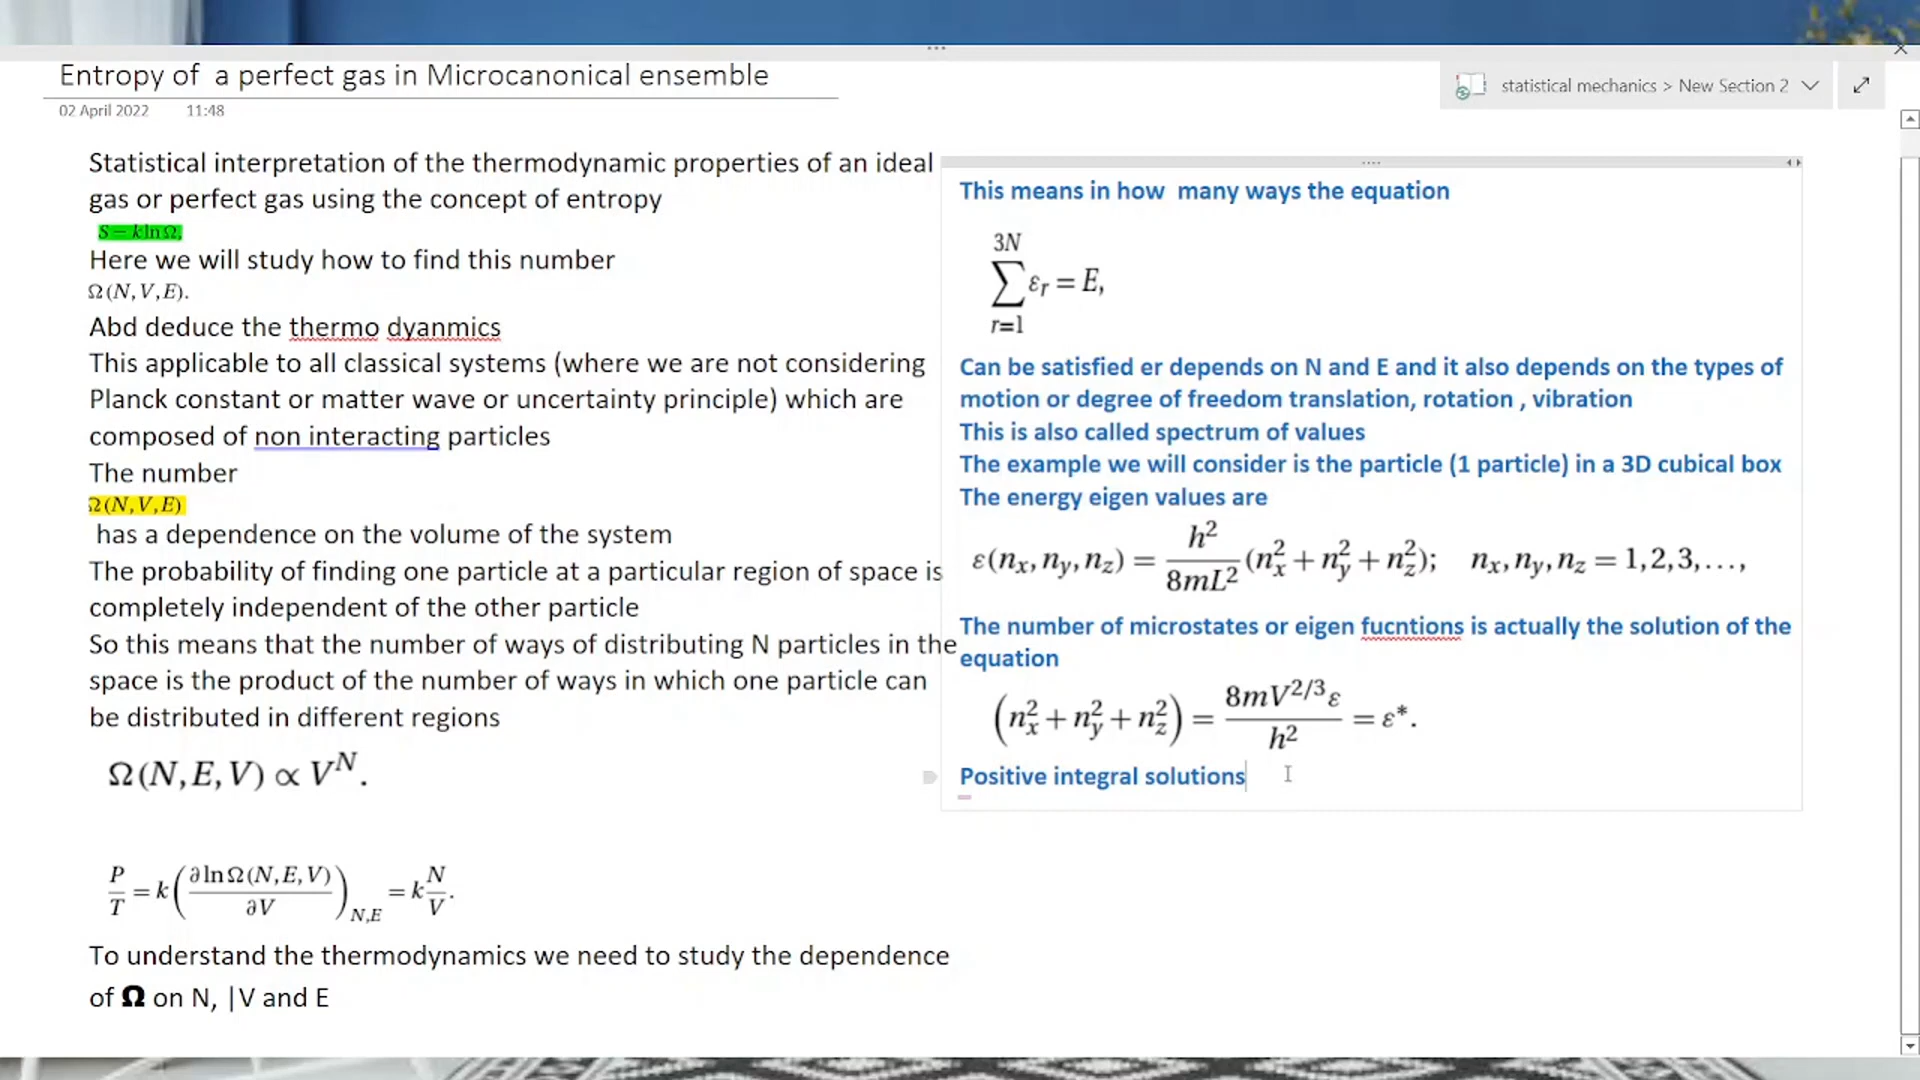 Entropy of a perfect gas in Microcanonical ensemble
02 April 2022 11:48
statistical mechanics > New Section 2
Statistical interpretation of the thermodynamic properties of an ideal
gas or perfect gas using the concept of entropy
S = k ln Ω,
Here we will study how to find this number
Ω(N,V,E).
Abd deduce the thermo dyanmics
This applicable to all classical systems (where we are not considering
Planck constant or matter wave or uncertainty principle) which are
composed of non interacting particles
The number
Ω(N,V,E)
has a dependence on the volume of the system
The probability of finding one particle at a particular region of space is
completely independent of the other particle
So this means that the number of ways of distributing N particles in the
space is the product of the number of ways in which one particle can
be distributed in different regions
Ω(N,E,V) ∝ V^N.
P/T = k(∂ ln Ω(N,E,V)/∂V)_{N,E} = k N/V.
To understand the thermodynamics we need to study the dependence
of Ω on N, |V and E
This means in how many ways the equation
∑_{r=1}^{3N} ε_r = E,
Can be satisfied er depends on N and E and it also depends on the types of
motion or degree of freedom translation, rotation , vibration
This is also called spectrum of values
The example we will consider is the particle (1 particle) in a 3D cubical box
The energy eigen values are
ε(n_x, n_y, n_z) = h²/8mL² (n_x² + n_y² + n_z²); n_x, n_y, n_z = 1,2,3,...,
The number of microstates or eigen fucntions is actually the solution of the
equation
(n_x² + n_y² + n_z²) = 8mV^{2/3}ε/h² = ε*.
Positive integral solutions